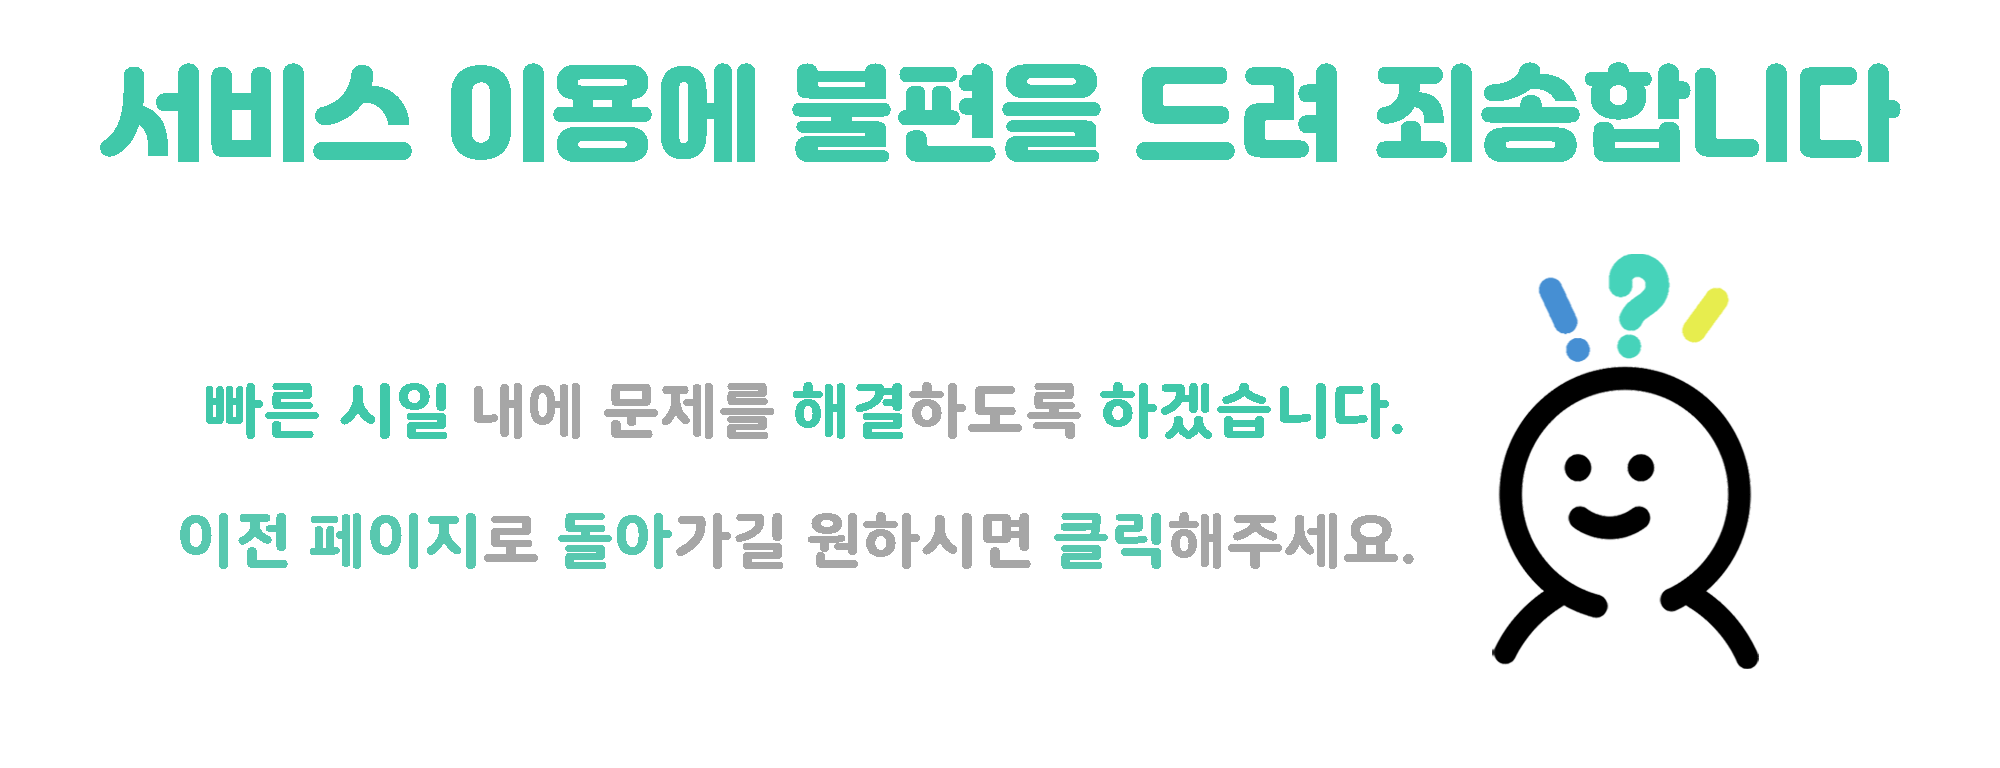 서비스 이용에 불편을 드려 죄송합니다
빠른 시일 내에 문제를 해결하도록 하겠습니다.
이전 페이지로 돌아가길 원하시면 클릭해주세요.